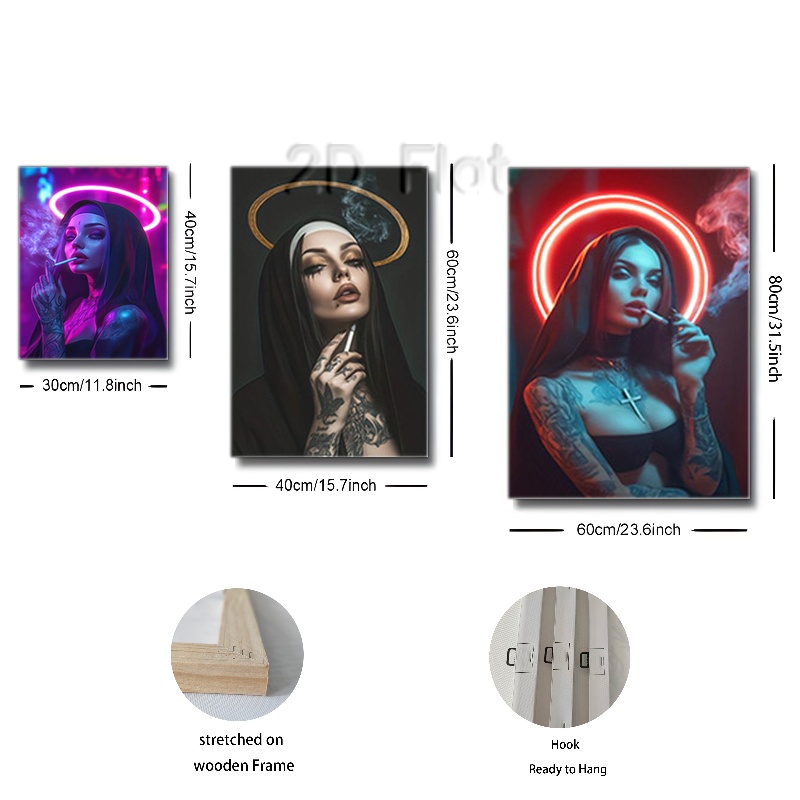 2D Flat
40cm/15.7inch
30cm/11.8inch
60cm/23.6inch
40cm/15.7inch
80cm/31.5inch
60cm/23.6inch
stretched on
wooden Frame
Hook
Ready to Hang